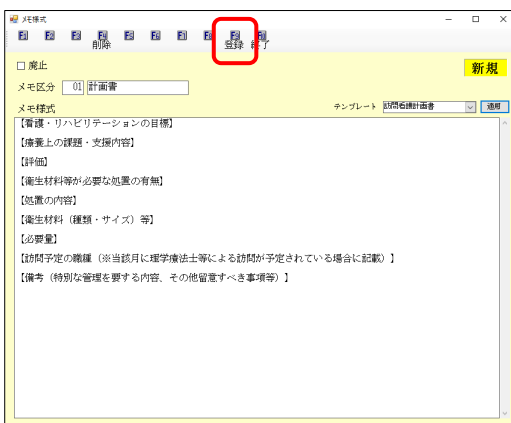 メモ様式
F1 F2 F3 F4 F5 F6 F7 F8 F9
削除 登録 終了
□ 廃止 新規
メモ区分 01 計画書
メモ様式 テンプレート 訪問看護計画書 適用
【看護・リハビリテーションの目標】
【療養上の課題・支援内容】
【評価】
【衛生材料等が必要な処置の有無】
【処置の内容】
【衛生材料（種類・サイズ）等】
【必要量】
【訪問予定の職種（※当該月に理学療法士等による訪問が予定されている場合に記載）】
【備考（特別な管理を要する内容、その他留意すべき事項等）】